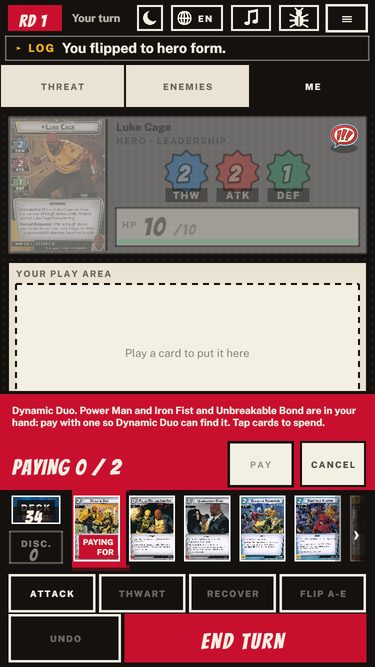 RD 1
Your turn
EN
LOG You flipped to hero form.
THREAT
ENEMIES
ME
Luke Cage
Luke Cage
HERO · LEADERSHIP
2 THW
2 ATK
1 DEF
HP 10 /10
YOUR PLAY AREA
Play a card to put it here
Dynamic Duo. Power Man and Iron Fist and Unbreakable Bond are in your
hand: pay with one so Dynamic Duo can find it. Tap cards to spend.
PAYING 0 / 2
PAY
CANCEL
DECK
34
DISC.
0
PAYING
FOR
ATTACK
THWART
RECOVER
FLIP A-E
UNDO
END TURN